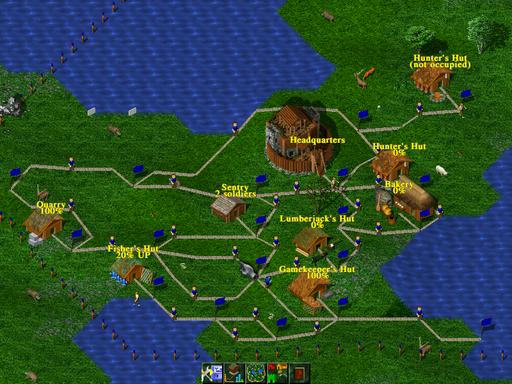 Hunter's Hut
(not occupied)
Headquarters
Hunter's Hut
0%
Bakery
0%
Sentry
2 soldiers
Quarry
100%
Lumberjack's Hut
0%
Fisher's Hut
20% UP
Gamekeeper's Hut
100%